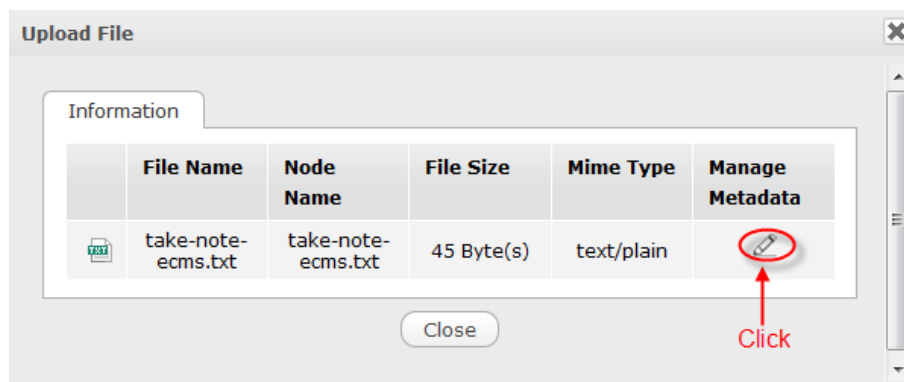 Upload File
Information
File Name Node Name File Size Mime Type Manage Metadata
TXT take-note-ecms.txt take-note-ecms.txt 45 Byte(s) text/plain
Close
Click